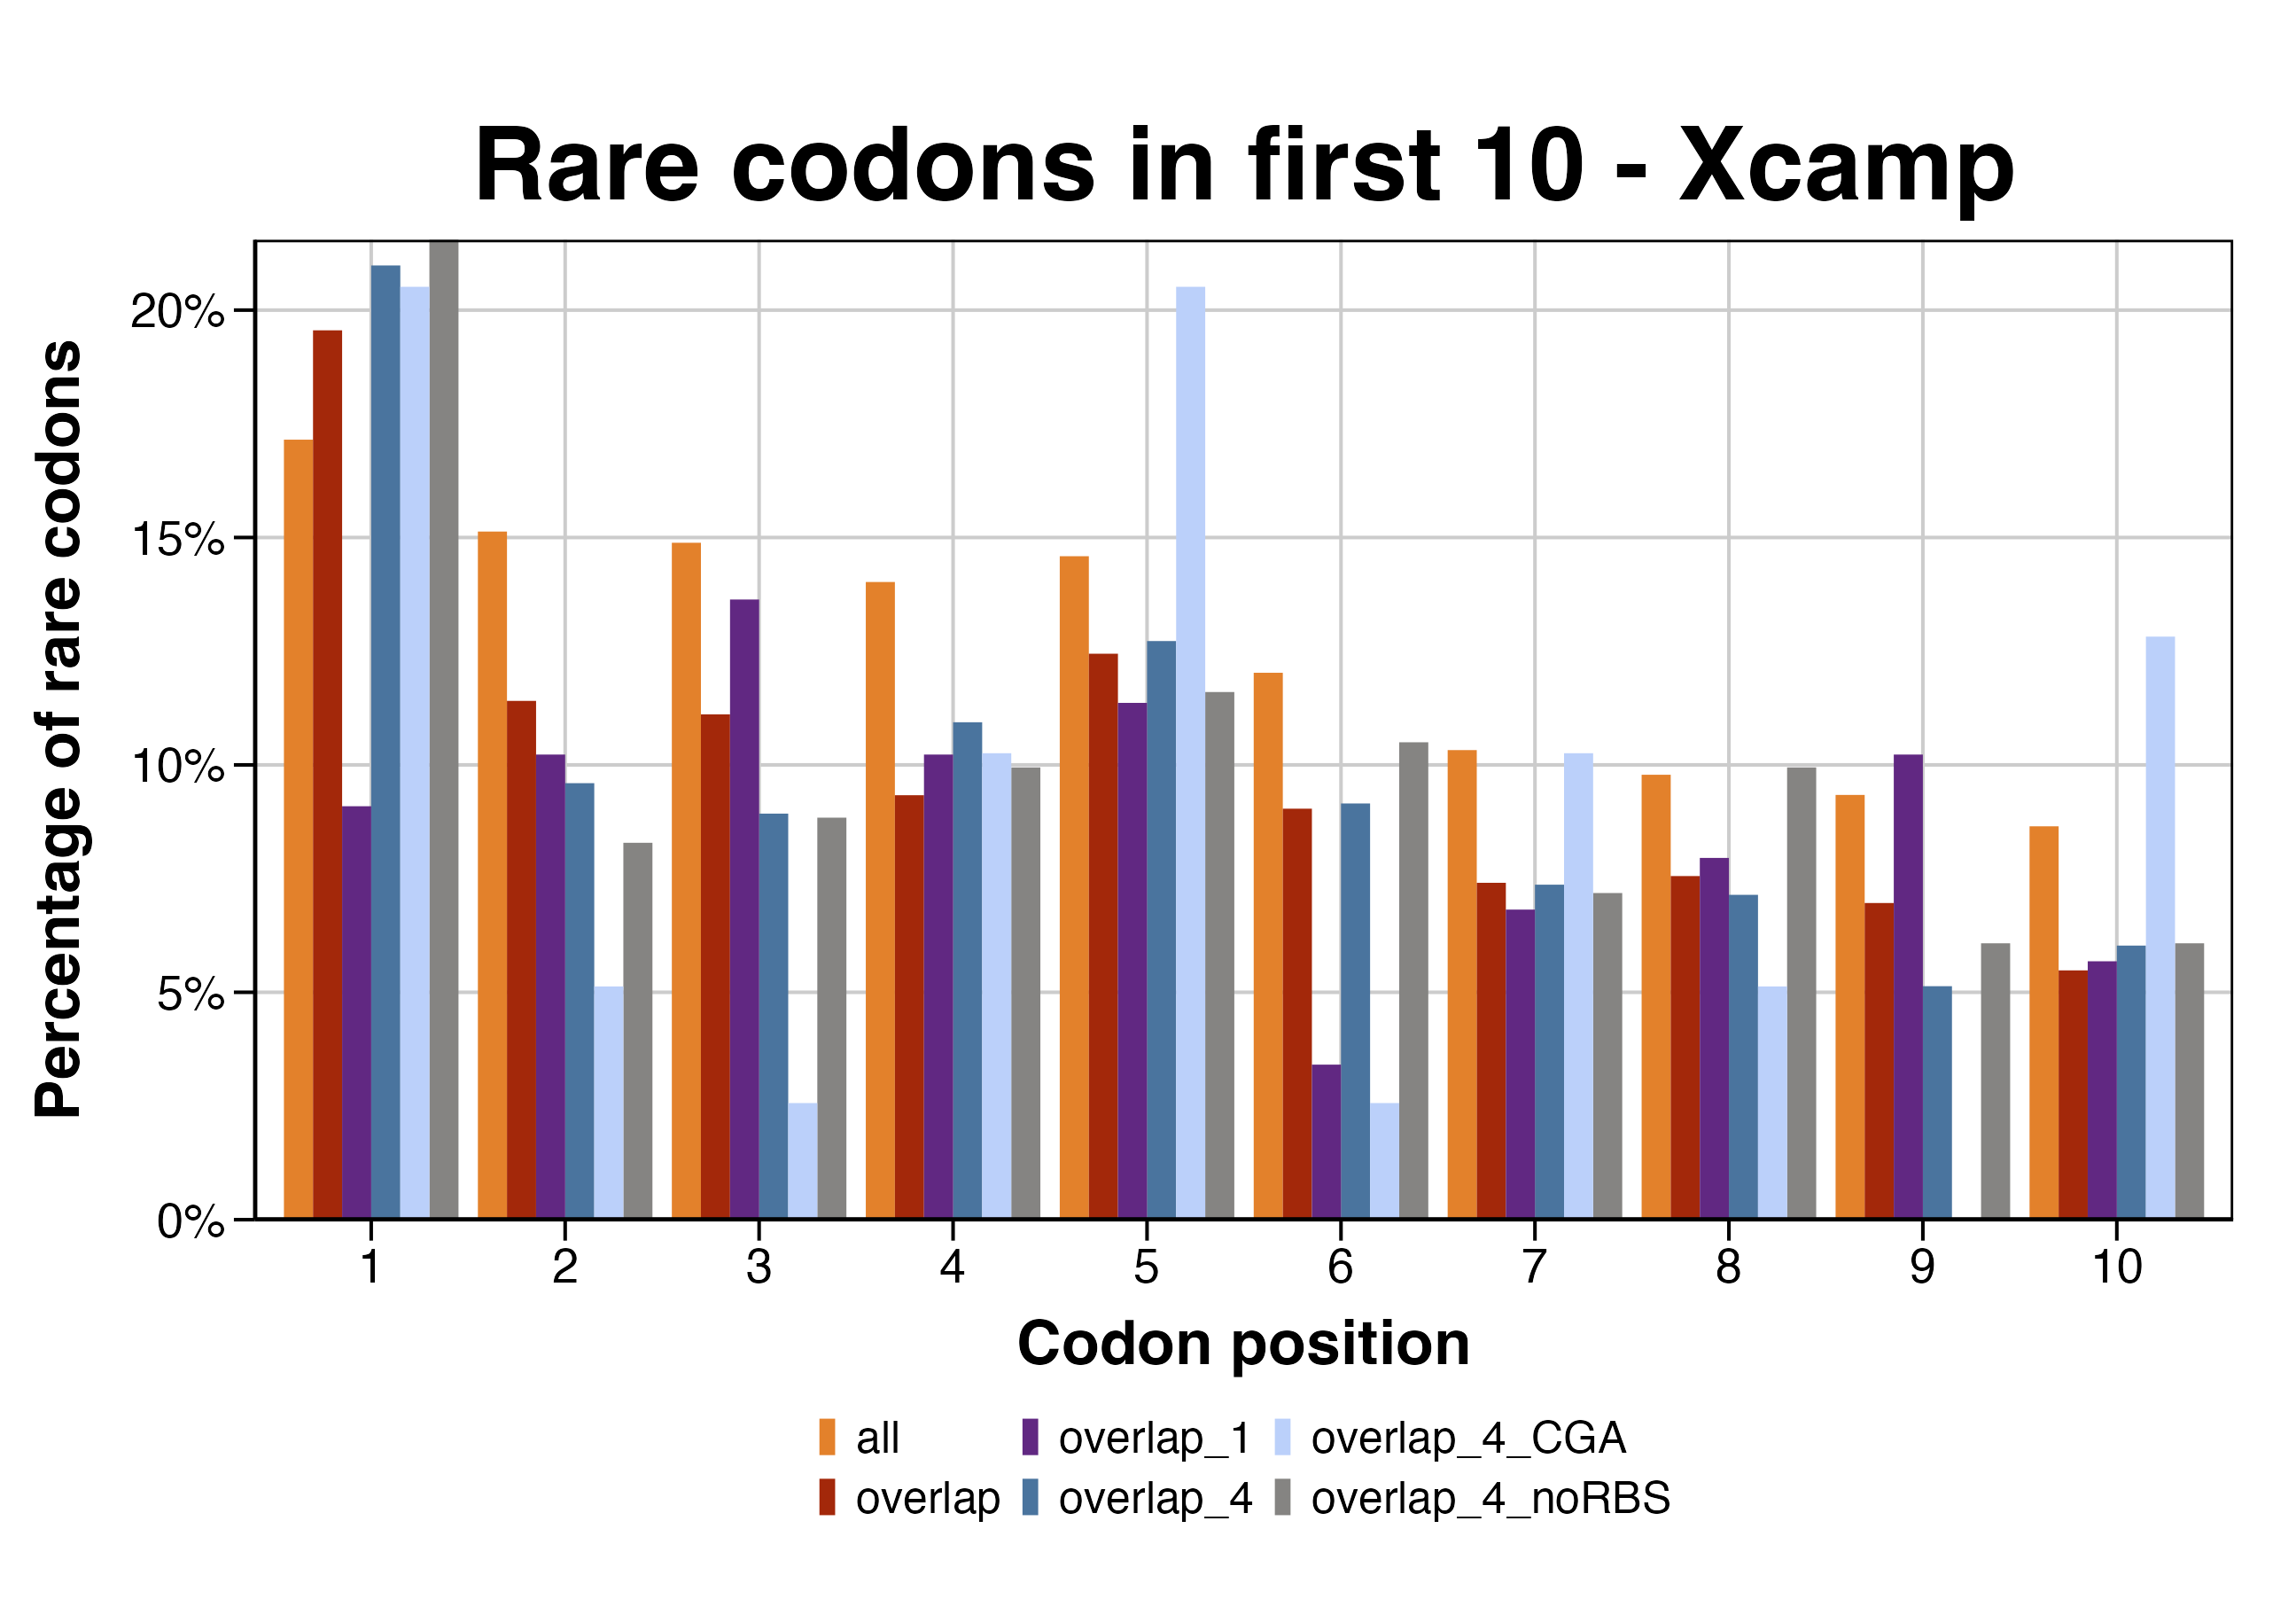 Rare codons in first 10 - Xcamp
Percentage of rare codons
20%
15%
10%
5%
0%
1 2 3 4 5 6 7 8 9 10
Codon position
all overlap_1 overlap_4_CGA
overlap overlap_4 overlap_4_noRBS